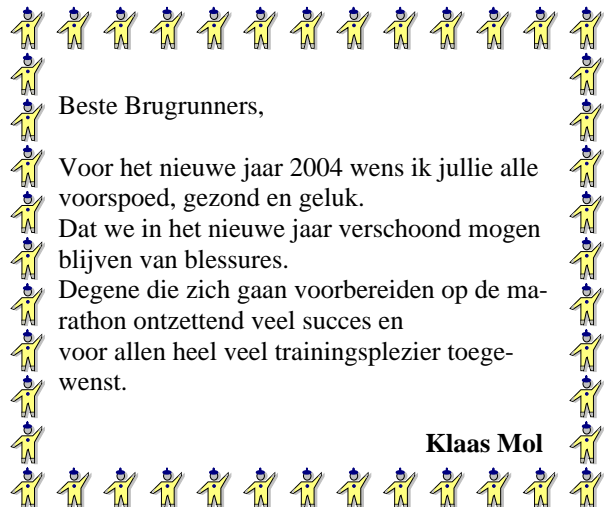 Beste Brugrunners,
Voor het nieuwe jaar 2004 wens ik jullie alle
voorspoed, gezond en geluk.
Dat we in het nieuwe jaar verschoond mogen
blijven van blessures.
Degene die zich gaan voorbereiden op de ma-
rathon ontzettend veel succes en
voor allen heel veel trainingsplezier toege-
wenst.
Klaas Mol